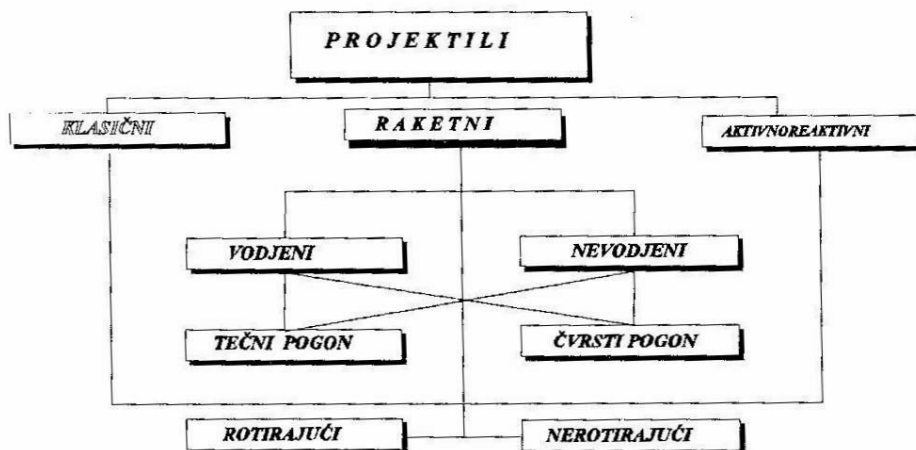 PROJEKTILI
KLASIČNI
RAKETNI
AKTIVNOREAKTIVNI
VODJENI
NEVODJENI
TEČNI POGON
ČVRSTI POGON
ROTIRAJUĆI
NEROTIRAJUĆI